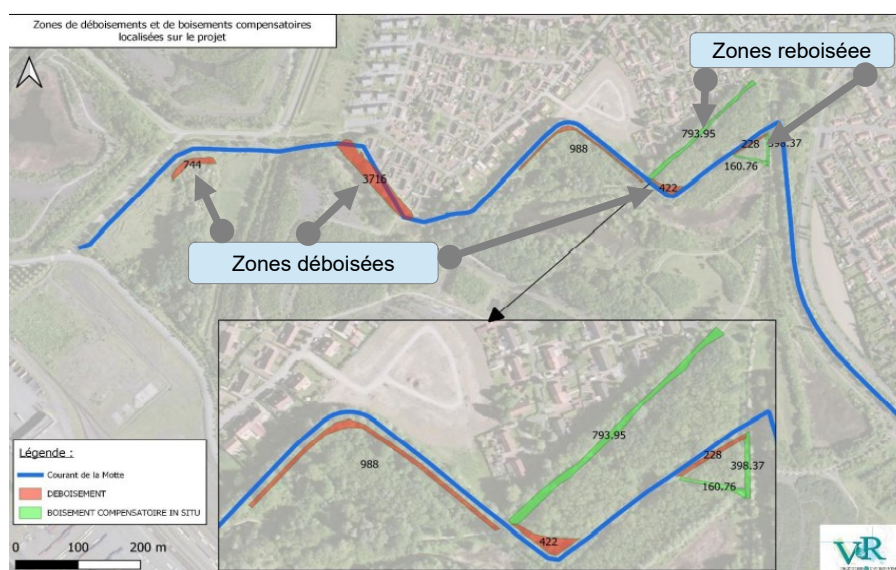 Zones de déboisements et de boisements compensatoires
localisées sur le projet
Zones reboiséee
793.95
228
398.37
160.76
988
422
744
3716
Zones déboisées
793.95
988
228
398.37
160.76
422
Légende :
Courant de la Motte
DEBOISEMENT
BOISEMENT COMPENSATOIRE IN SITU
0 100 200 m
V R